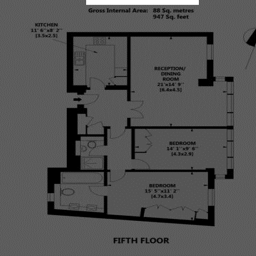 Gross Internal Area:  88 Sq. metres
947 Sq. feet
KITCHEN
11' 6"x8' 2"
(3.5x2.5)
RECEPTION/
DINING
ROOM
21'x14' 9"
(6.4x4.5)
BEDROOM
14' 1"x9' 6"
(4.3x2.9)
BEDROOM
15' 5"x11' 2"
(4.7x3.4)
FIFTH FLOOR